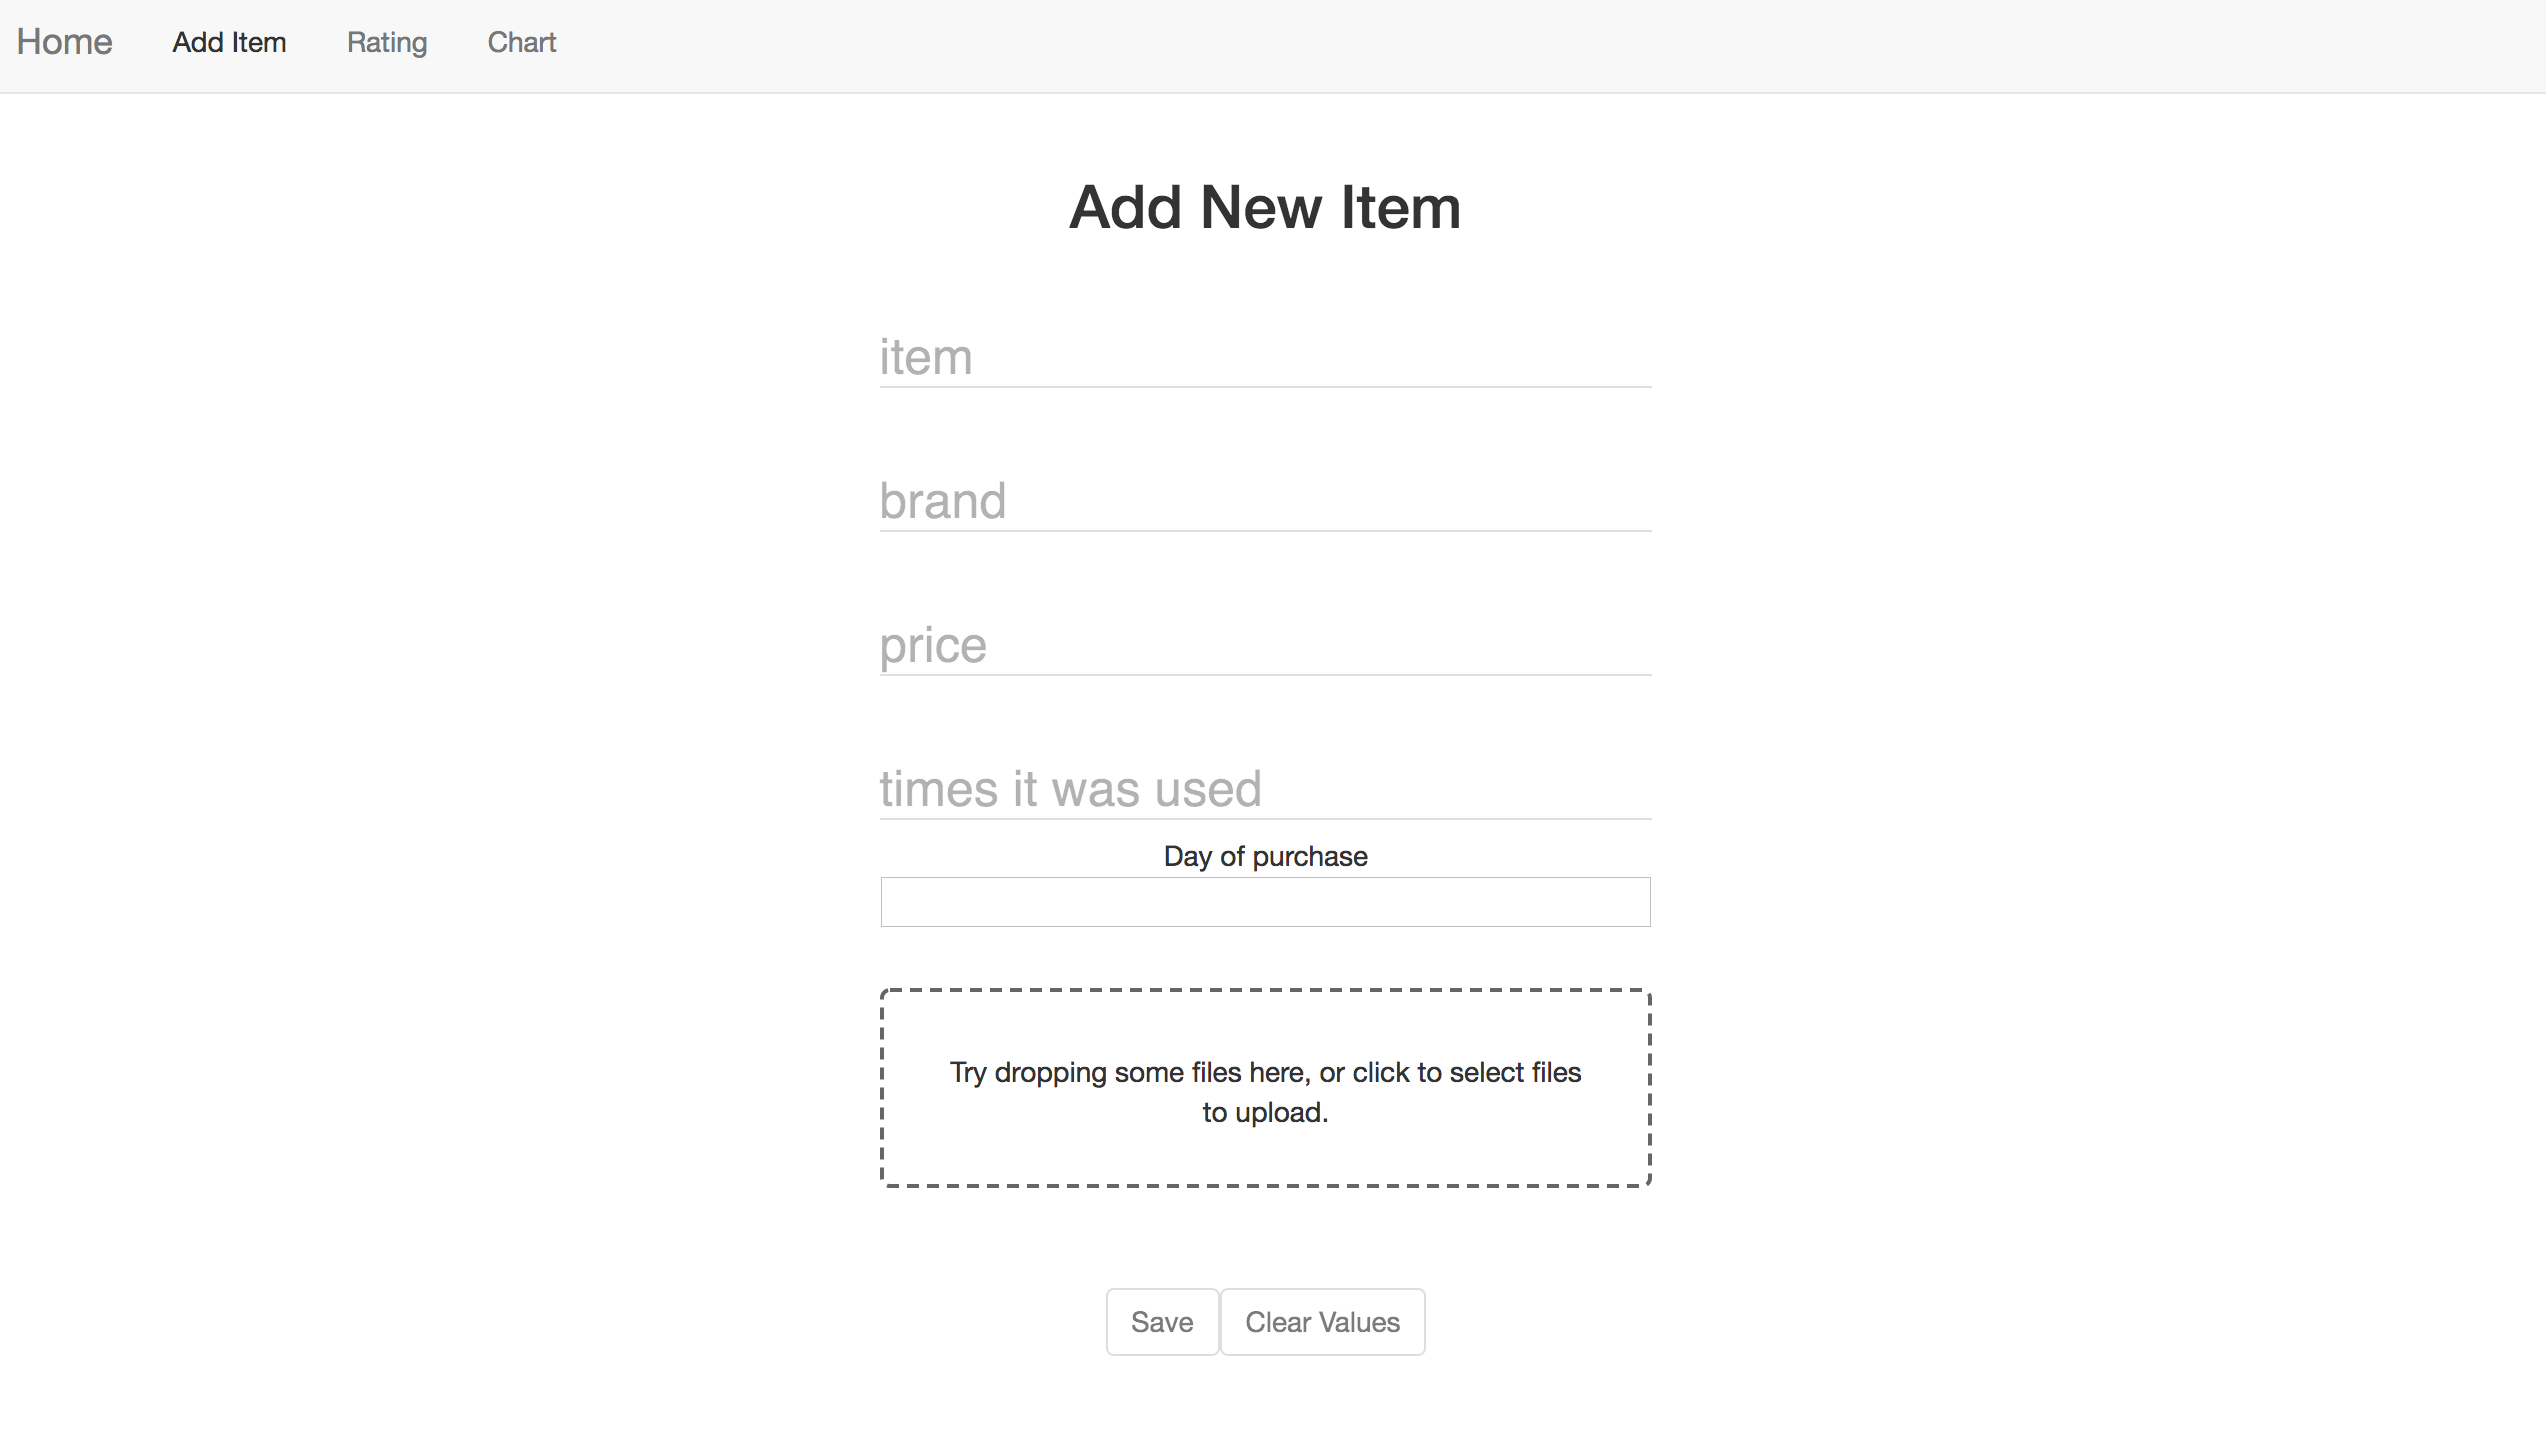 Home Add Item Rating Chart
Add New Item
item
brand
price
times it was used
Day of purchase
Try dropping some files here, or click to select files
to upload.
Save Clear Values